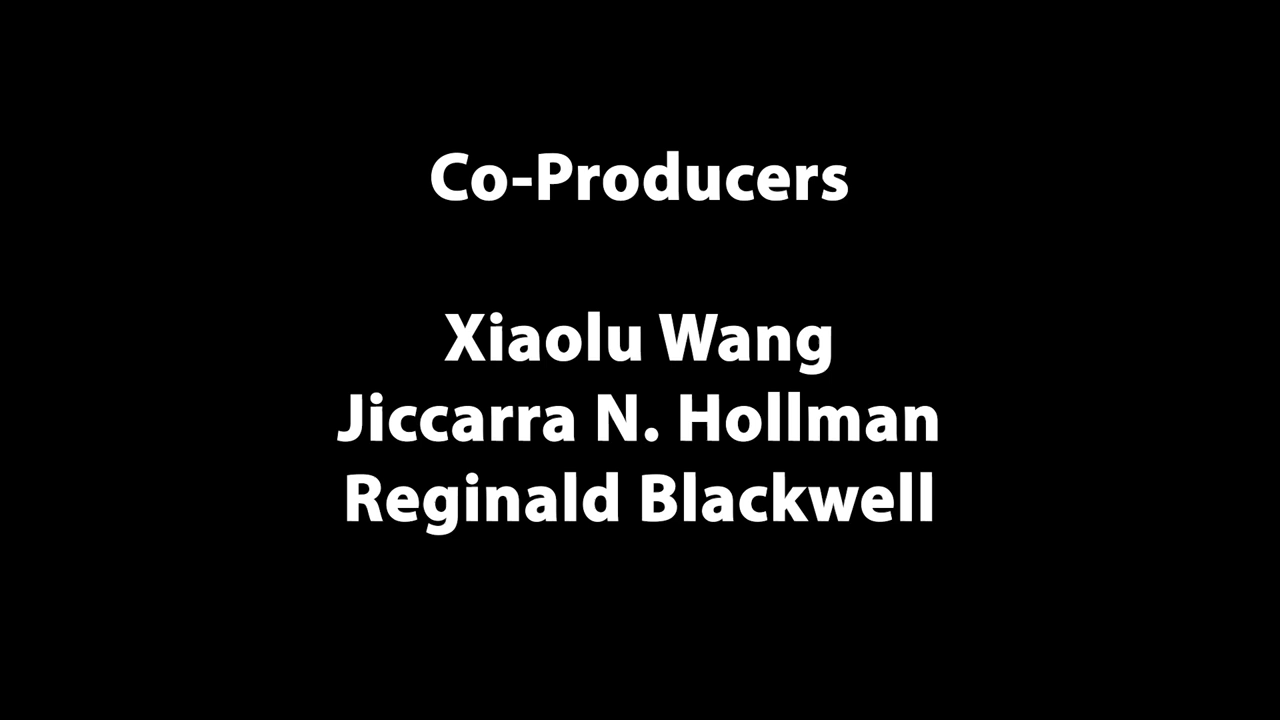 Co-Producers
Xiaolu Wang
Jiccarra N. Hollman
Reginald Blackwell